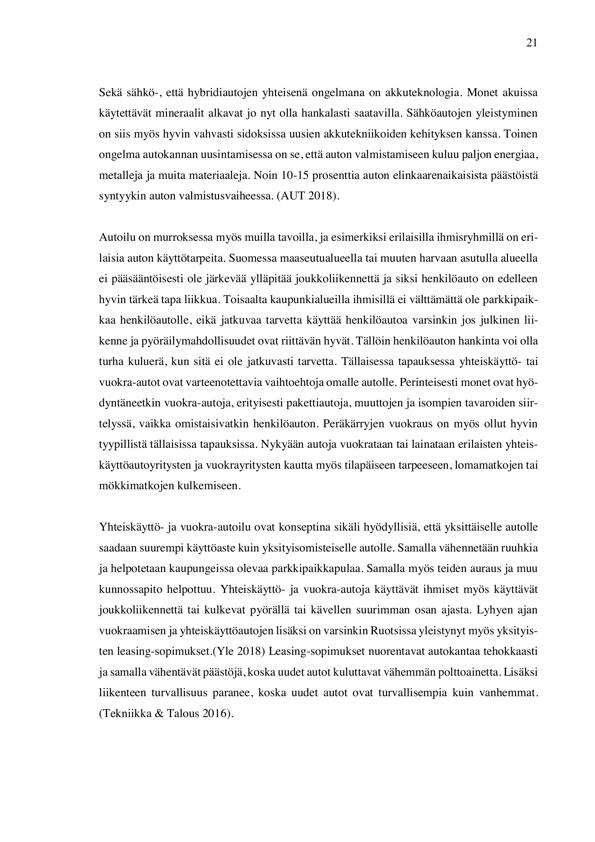 21
Sekä sähkö-, että hybridiautojen yhteisenä ongelmana on akkuteknologia. Monet akuissa
käytettävät mineraalit alkavat jo nyt olla hankalasti saatavilla. Sähköautojen yleistyminen
on siis myös hyvin vahvasti sidoksissa uusien akkutekniikoiden kehityksen kanssa. Toinen
ongelma autokannan uusintamisessa on se, että auton valmistamiseen kuluu paljon energiaa,
metalleja ja muita materiaaleja. Noin 10-15 prosenttia auton elinkaarenaikaisista päästöistä
syntyykin auton valmistusvaiheessa. (AUT 2018).
Autoilu on murroksessa myös muilla tavoilla, ja esimerkiksi erilaisilla ihmisryhmillä on eri-
laisia auton käyttötarpeita. Suomessa maaseutualueella tai muuten harvaan asutulla alueella
ei pääsääntöisesti ole järkevää ylläpitää joukkoliikennettä ja siksi henkilöauto on edelleen
hyvin tärkeä tapa liikkua. Toisaalta kaupunkialueilla ihmisillä ei välttämättä ole parkkipaik-
kaa henkilöautolle, eikä jatkuvaa tarvetta käyttää henkilöautoa varsinkin jos julkinen lii-
kenne ja pyöräilymahdollisuudet ovat riittävän hyvät. Tällöin henkilöauton hankinta voi olla
turha kuluerä, kun sitä ei ole jatkuvasti tarvetta. Tällaisessa tapauksessa yhteiskäyttö- tai
vuokra-autot ovat varteenotettavia vaihtoehtoja omalle autolle. Perinteisesti monet ovat hyö-
dyntäneetkin vuokra-autoja, erityisesti pakettiautoja, muuttojen ja isompien tavaroiden siir-
telyssä, vaikka omistaisivatkin henkilöauton. Peräkärryjen vuokraus on myös ollut hyvin
tyypillistä tällaisissa tapauksissa. Nykyään autoja vuokrataan tai lainataan erilaisten yhteis-
käyttöautoyritysten ja vuokrayritysten kautta myös tilapäiseen tarpeeseen, lomamatkojen tai
mökkimatkojen kulkemiseen.
Yhteiskäyttö- ja vuokra-autoilu ovat konseptina sikäli hyödyllisiä, että yksittäiselle autolle
saadaan suurempi käyttöaste kuin yksityisomisteiselle autolle. Samalla vähennetään ruuhkia
ja helpotetaan kaupungeissa olevaa parkkipaikkapulaa. Samalla myös teiden auraus ja muu
kunnossapito helpottuu. Yhteiskäyttö- ja vuokra-autoja käyttävät ihmiset myös käyttävät
joukkoliikennettä tai kulkevat pyörällä tai kävellen suurimman osan ajasta. Lyhyen ajan
vuokraamisen ja yhteiskäyttöautojen lisäksi on varsinkin Ruotsissa yleistynyt myös yksityis-
ten leasing-sopimukset.(Yle 2018) Leasing-sopimukset nuorentavat autokantaa tehokkaasti
ja samalla vähentävät päästöjä, koska uudet autot kuluttavat vähemmän polttoainetta. Lisäksi
liikenteen turvallisuus paranee, koska uudet autot ovat turvallisempia kuin vanhemmat.
(Tekniikka & Talous 2016).